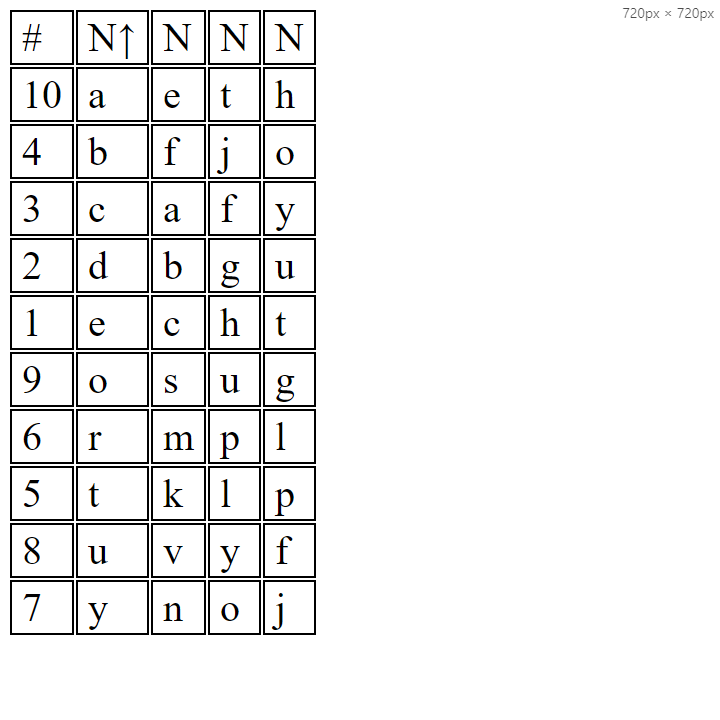 720px × 720px
# N↑ N N N
10 a e t h
4 b f j o
3 c a f y
2 d b g u
1 e c h t
9 o s u g
6 r m p l
5 t k l p
8 u v y f
7 y n o j